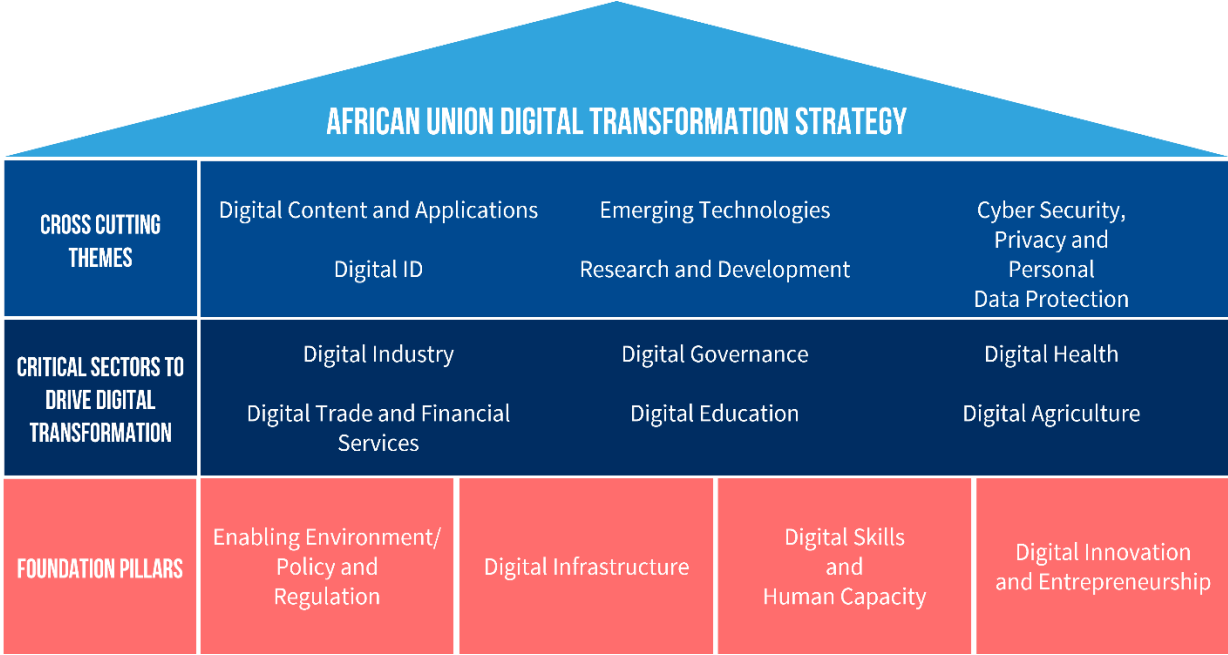 AFRICAN UNION DIGITAL TRANSFORMATION STRATEGY
CROSS CUTTING
THEMES
Digital Content and Applications
Digital ID
Emerging Technologies
Research and Development
Cyber Security,
Privacy and
Personal
Data Protection
CRITICAL SECTORS TO
DRIVE DIGITAL
TRANSFORMATION
Digital Industry
Digital Trade and Financial
Services
Digital Governance
Digital Education
Digital Health
Digital Agriculture
FOUNDATION PILLARS
Enabling Environment/
Policy and
Regulation
Digital Infrastructure
Digital Skills
and
Human Capacity
Digital Innovation
and Entrepreneurship